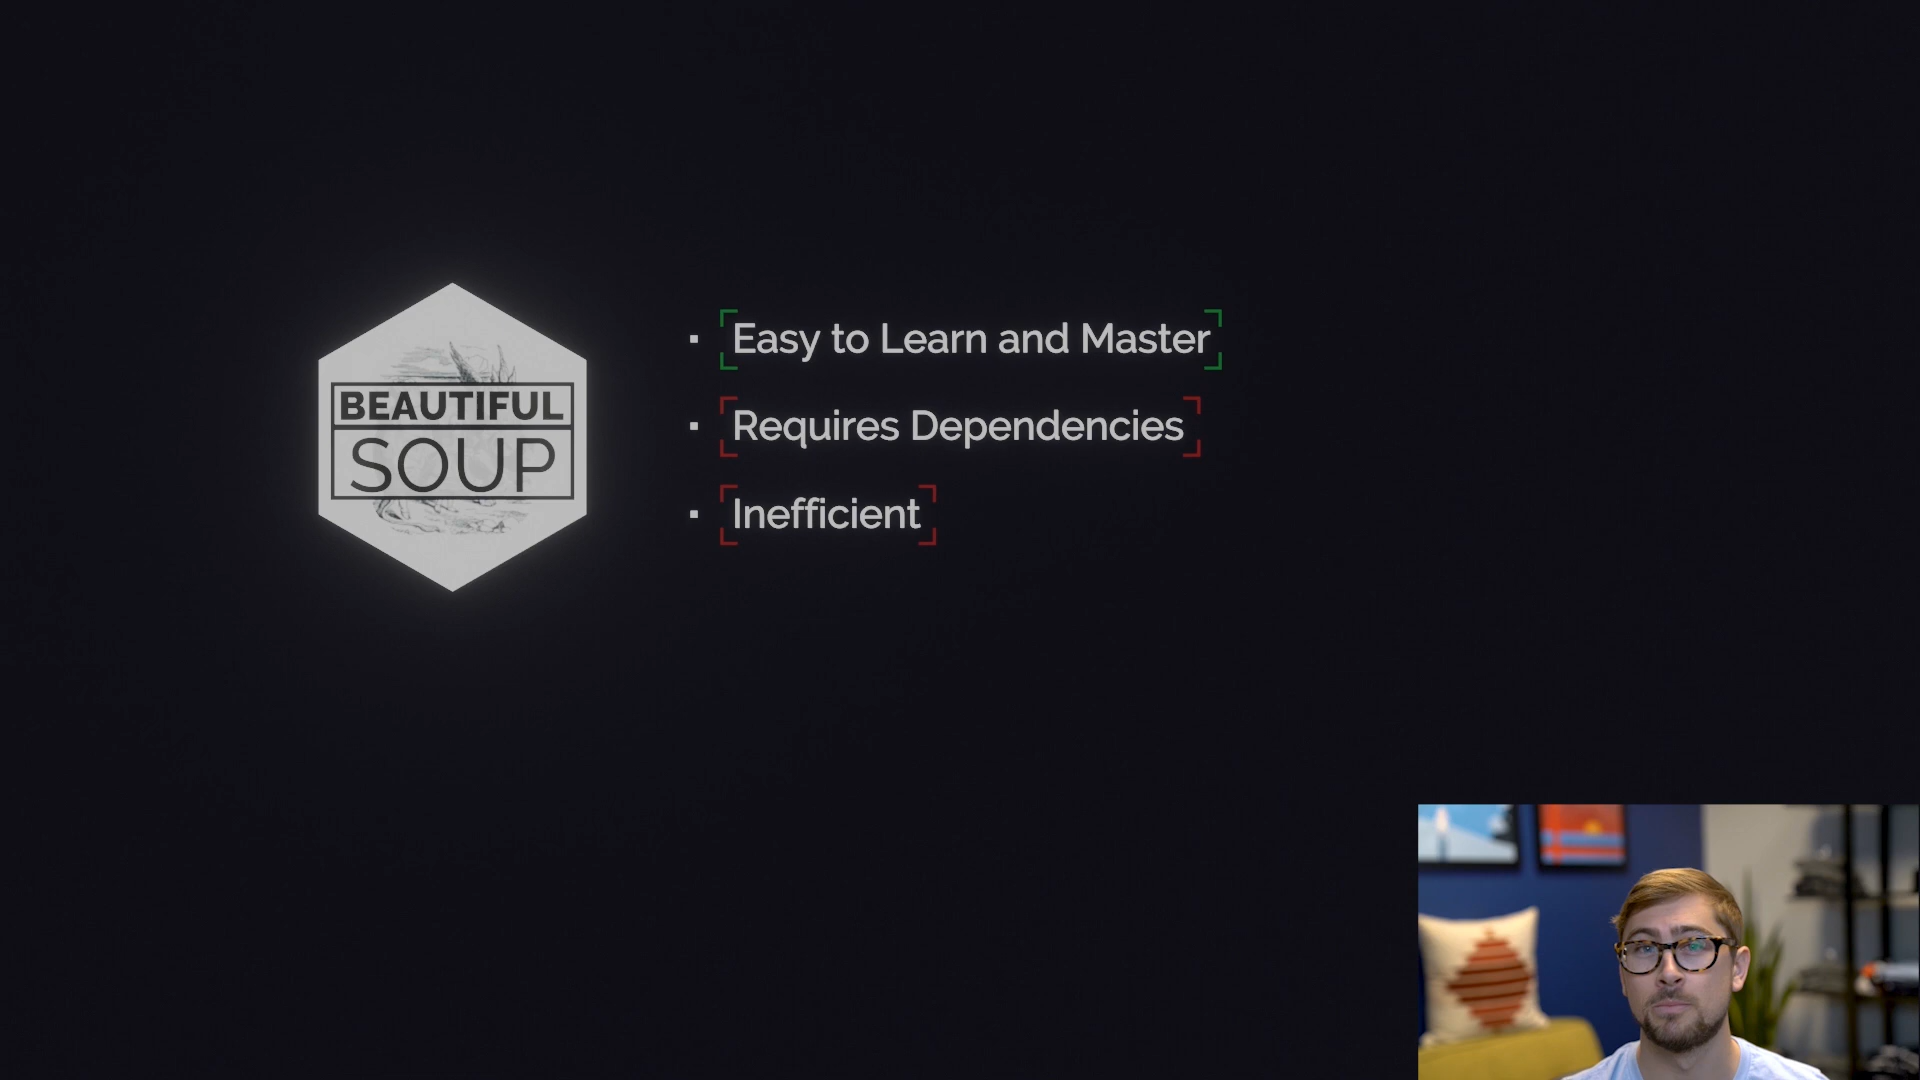 BEAUTIFUL
SOUP
Easy to Learn and Master
Requires Dependencies
Inefficient